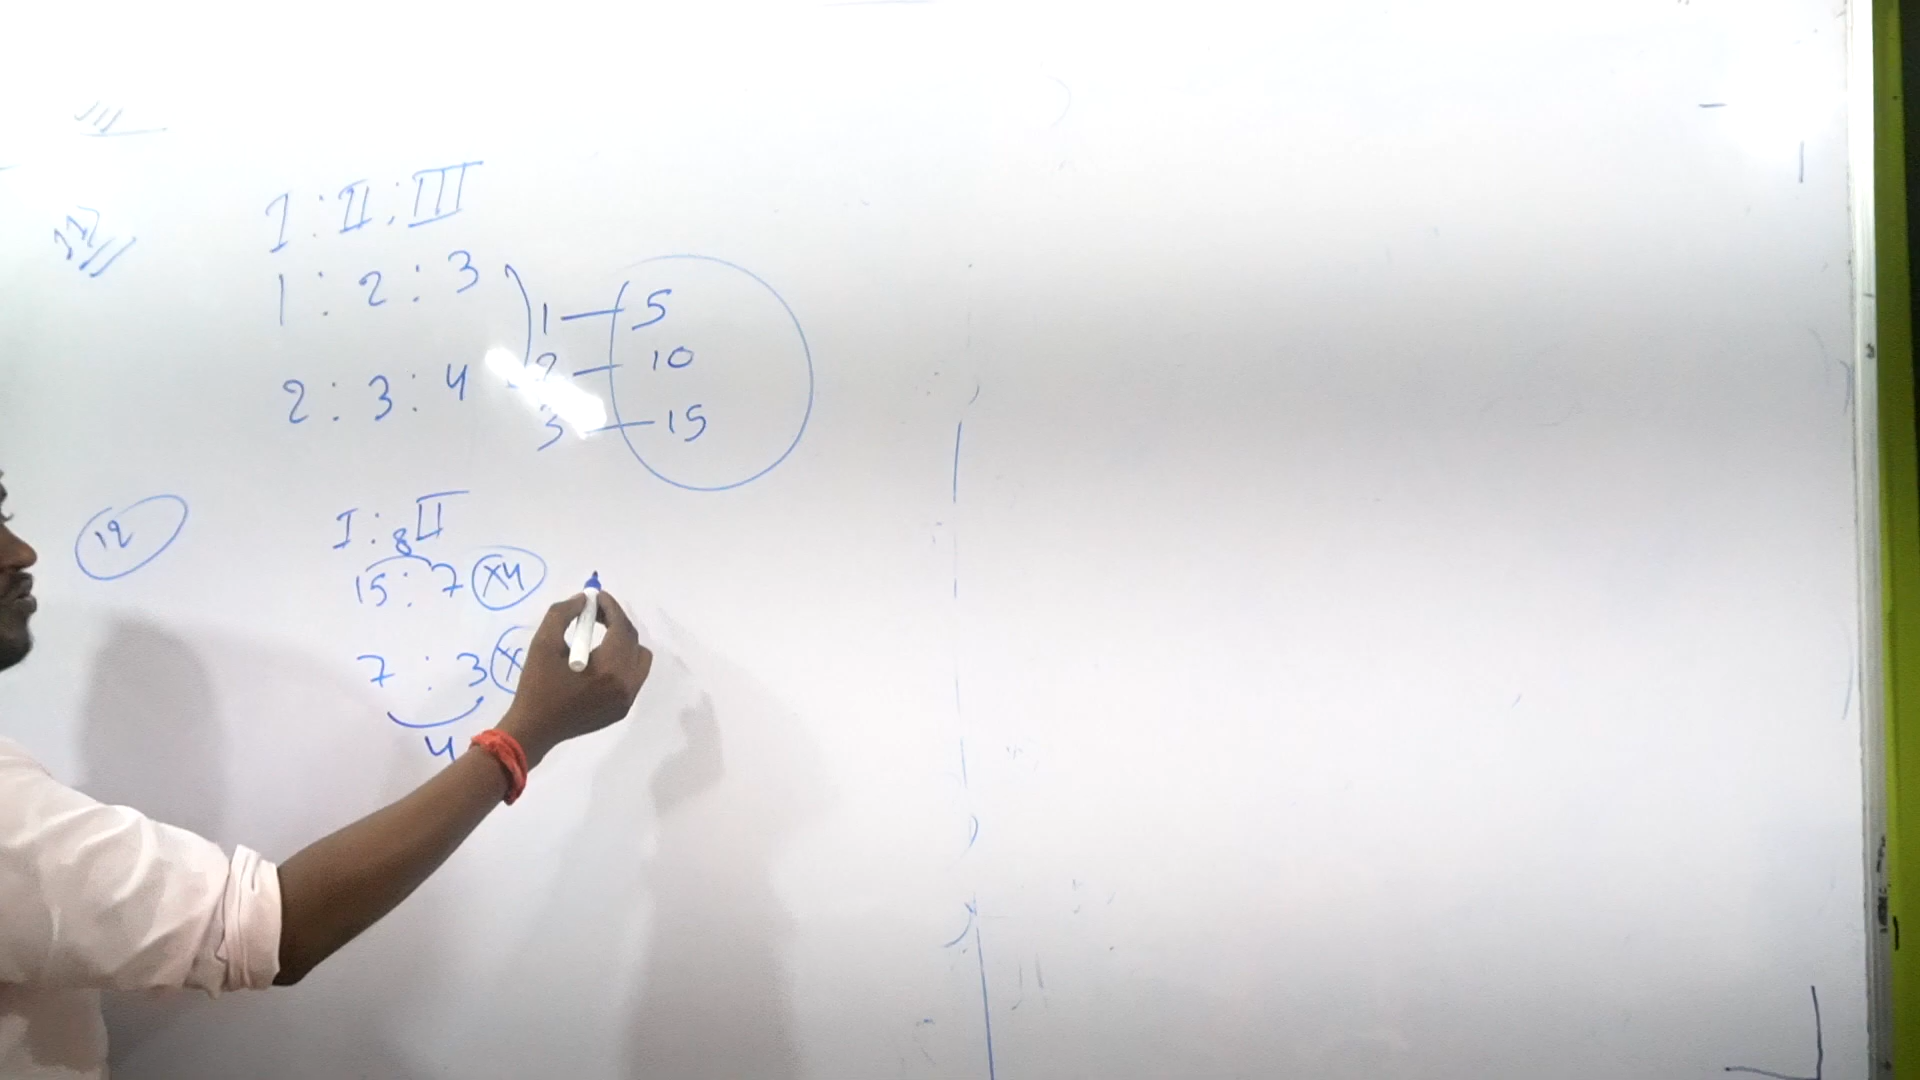 11)
I : II : III
1 : 2 : 3
2 : 3 : 4
1 — 5
2 — 10
3 — 15
12
I : II
8
15 : 7 ×4
7 : 3 ×
4